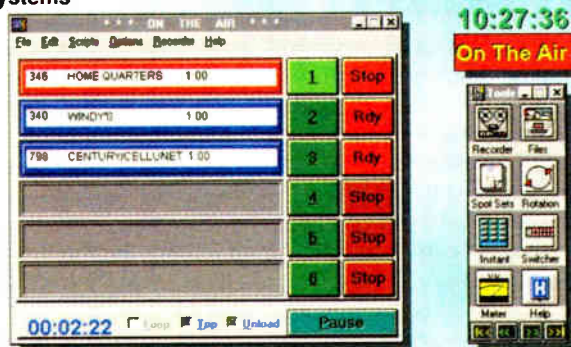 ystems
* * * ON THE AIR * * *
File Edit Scripts Options Recorder Help
346 HOME QUARTERS 1:00 1 Stop
340 WINDY'S 1:00 2 Rdy
798 CENTURY/CELLUNET 1:00 3 Rdy
4 Stop
5 Stop
6 Stop
00:02:22 Loop Top Unload Pause
10:27:36
On The Air
Tools
Recorder Files
Spot Sets Rotation
Instant Switcher
Meter Help